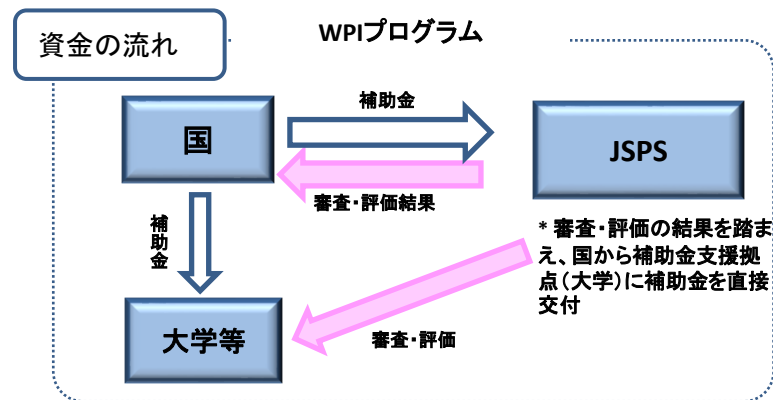 資金の流れ
WPIプログラム
補助金
国
JSPS
審査・評価結果
補助金
* 審査・評価の結果を踏ま
え、国から補助金支援拠
点(大学)に補助金を直接
交付
大学等
審査・評価